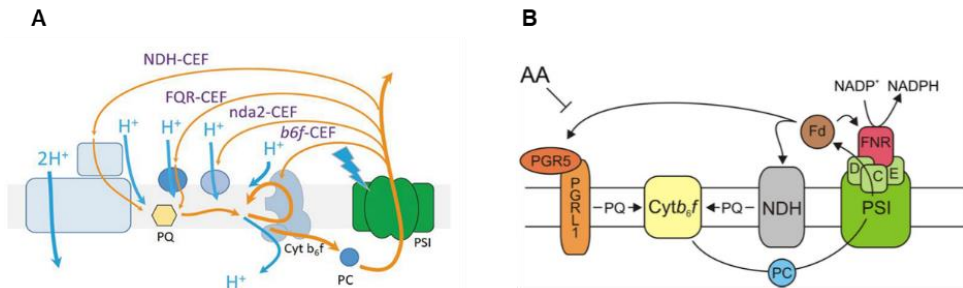 A
NDH-CEF
FQR-CEF
nda2-CEF
b6f-CEF
H⁺
H⁺
H⁺
H⁺
2H⁺
PQ
Cyt b₆f
PSI
PC
H⁺
B
AA
NADP⁺
NADPH
Fd
FNR
PGR5
D
C
E
PGRL1
PQ
Cytb₆f
PQ
NDH
PSI
PC